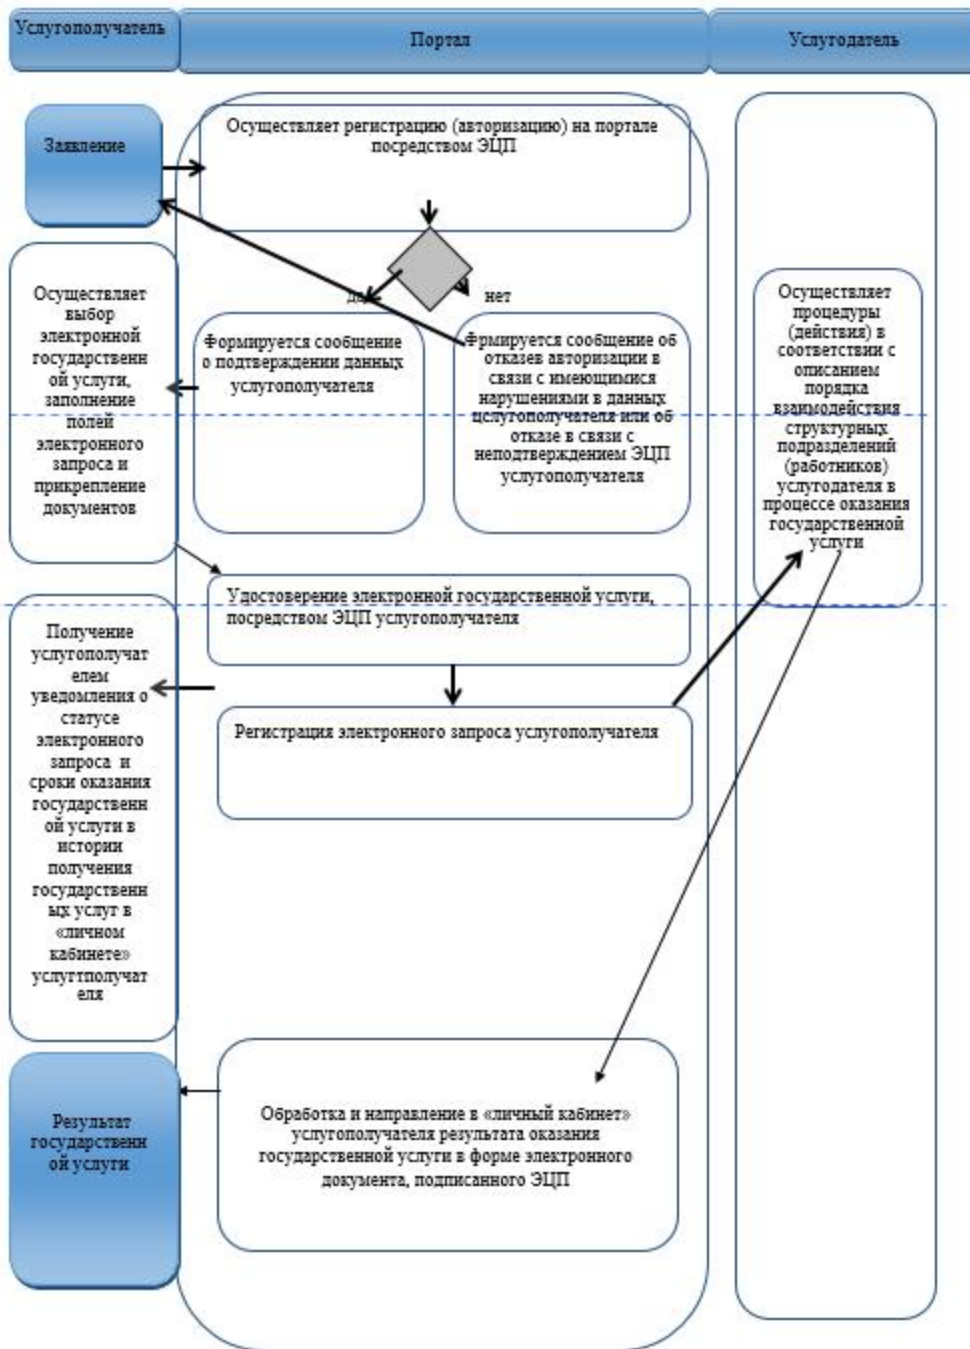 Услугополучатель
Портал
Услугодатель
Заявление
Осуществляет регистрацию (авторизацию) на портале
посредством ЭЦП
да
нет
Осуществляет
выбор
электронной
государственн
ой услуги,
заполнение
полей
электронного
запроса и
прикрепление
документов
Формируется сообщение
о подтверждении данных
услугополучателя
Фрмируется сообщение об
отказев авторизации в
связи с имеющимися
нарушениями в данных
цслугополучателя или об
отказе в связи с
неподтверждением ЭЦП
услугополучателя
Осуществляет
процедуры
(действия) в
соответствии с
описанием
порядка
взаимодействия
структурных
подразделений
(работников)
услугодателя в
процессе оказания
государственной
услуги
Удостоверение электронной государственной услуги,
посредством ЭЦП услугополучателя
Получение
услугополучат
елем
уведомления о
статусе
электронного
запроса и
сроки оказания
государственн
ой услуги в
истории
получения
государственн
ых услуг в
«личном
кабинете»
услугтполучат
еля
Регистрация электронного запроса услугополучателя
Обработка и направление в «личный кабинет»
услугополучателя результата оказания
государственной услуги в форме электронного
документа, подписанного ЭЦП
Результат
государственн
ой услуги